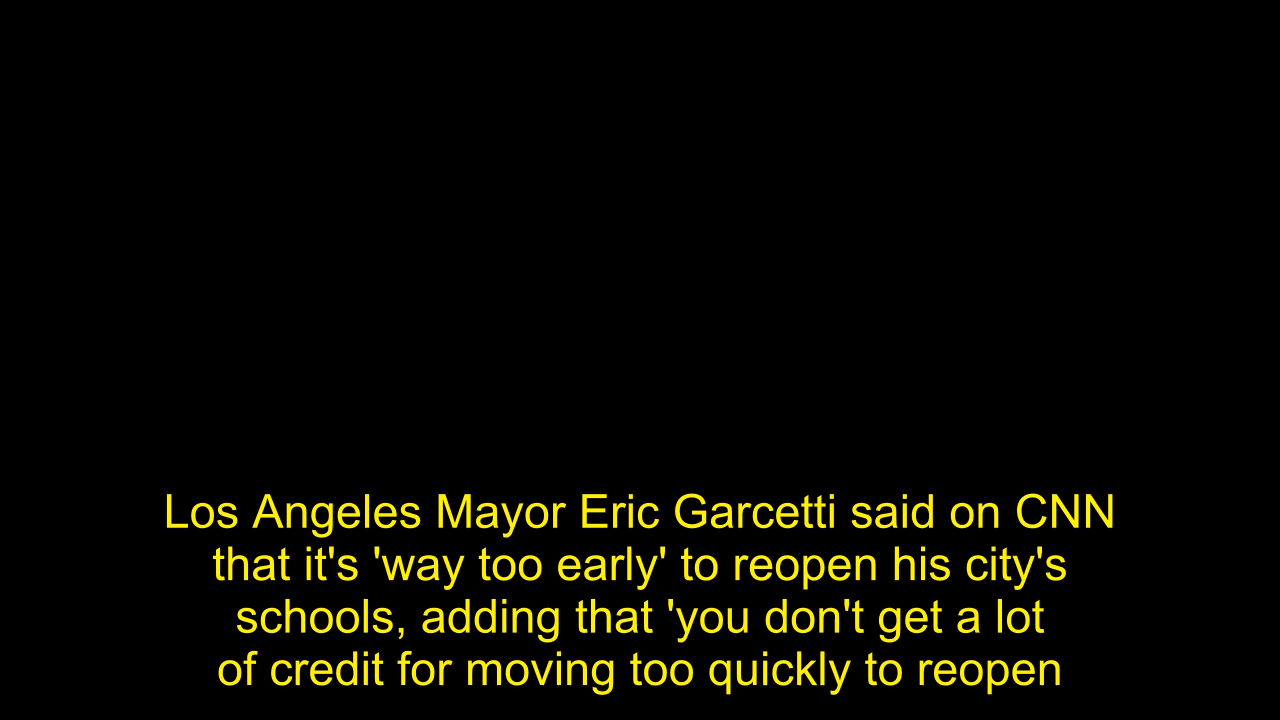 Los Angeles Mayor Eric Garcetti said on CNN
that it's 'way too early' to reopen his city's
schools, adding that 'you don't get a lot
of credit for moving too quickly to reopen